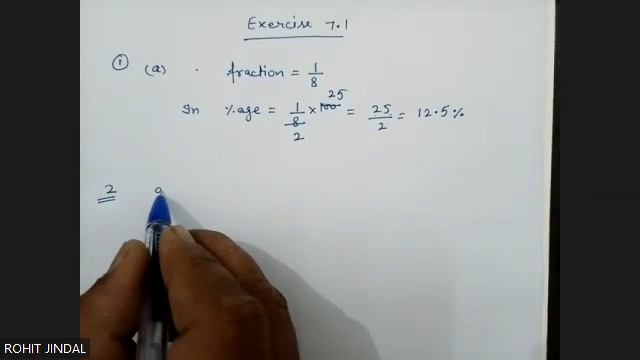 Exercise 7.1
① (a) . fraction = 1/8
In %age = 1/8 × 100 25 2 = 25/2 = 12.5%
2
ROHIT JINDAL